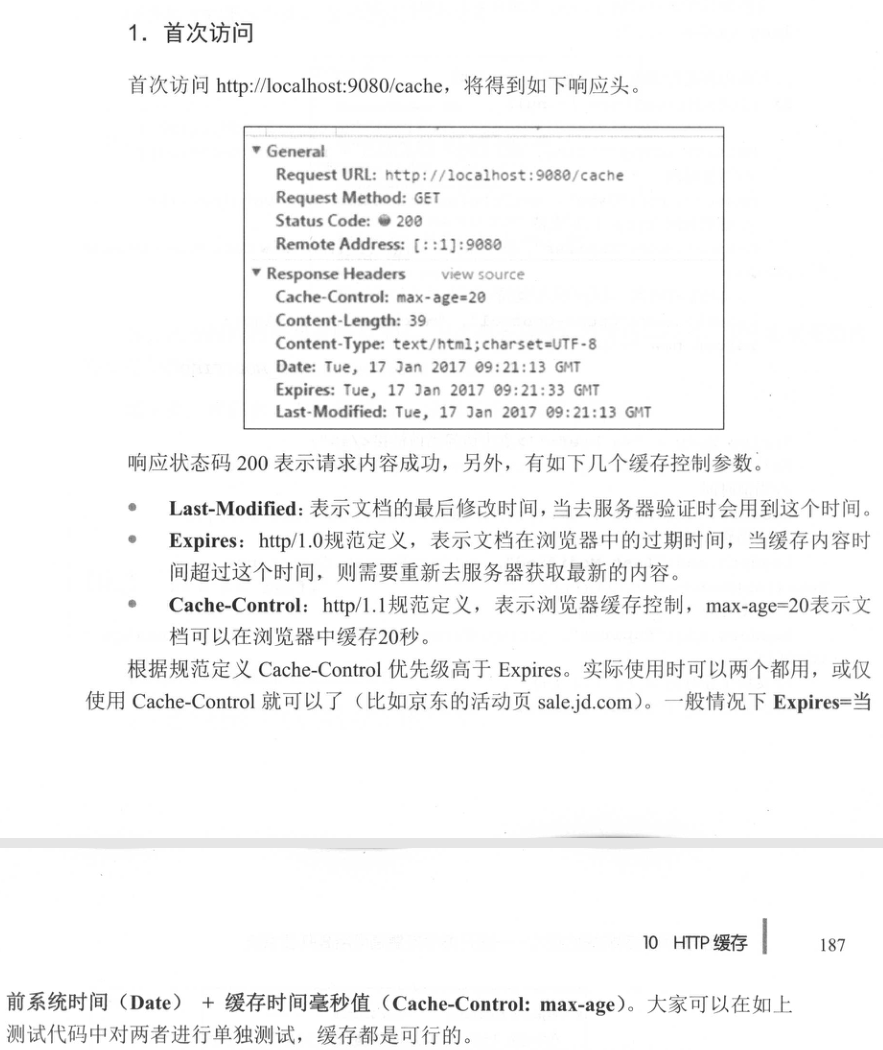 1．首次访问
首次访问 http://localhost:9080/cache，将得到如下响应头。
▼ General
Request URL: http://localhost:9080/cache
Request Method: GET
Status Code: 200
Remote Address: [::1]:9080
▼ Response Headers view source
Cache-Control: max-age=20
Content-Length: 39
Content-Type: text/html;charset=UTF-8
Date: Tue, 17 Jan 2017 09:21:13 GMT
Expires: Tue, 17 Jan 2017 09:21:33 GMT
Last-Modified: Tue, 17 Jan 2017 09:21:13 GMT
响应状态码 200 表示请求内容成功，另外，有如下几个缓存控制参数。
• Last-Modified：表示文档的最后修改时间，当去服务器验证时会用到这个时间。
• Expires：http/1.0规范定义，表示文档在浏览器中的过期时间，当缓存内容时
间超过这个时间，则需要重新去服务器获取最新的内容。
• Cache-Control：http/1.1规范定义，表示浏览器缓存控制，max-age=20表示文
档可以在浏览器中缓存20秒。
根据规范定义 Cache-Control 优先级高于 Expires。实际使用时可以两个都用，或仅
使用 Cache-Control 就可以了（比如京东的活动页 sale.jd.com）。一般情况下 Expires=当
10 HTTP 缓存 187
前系统时间（Date） + 缓存时间毫秒值（Cache-Control: max-age）。大家可以在如上
测试代码中对两者进行单独测试，缓存都是可行的。